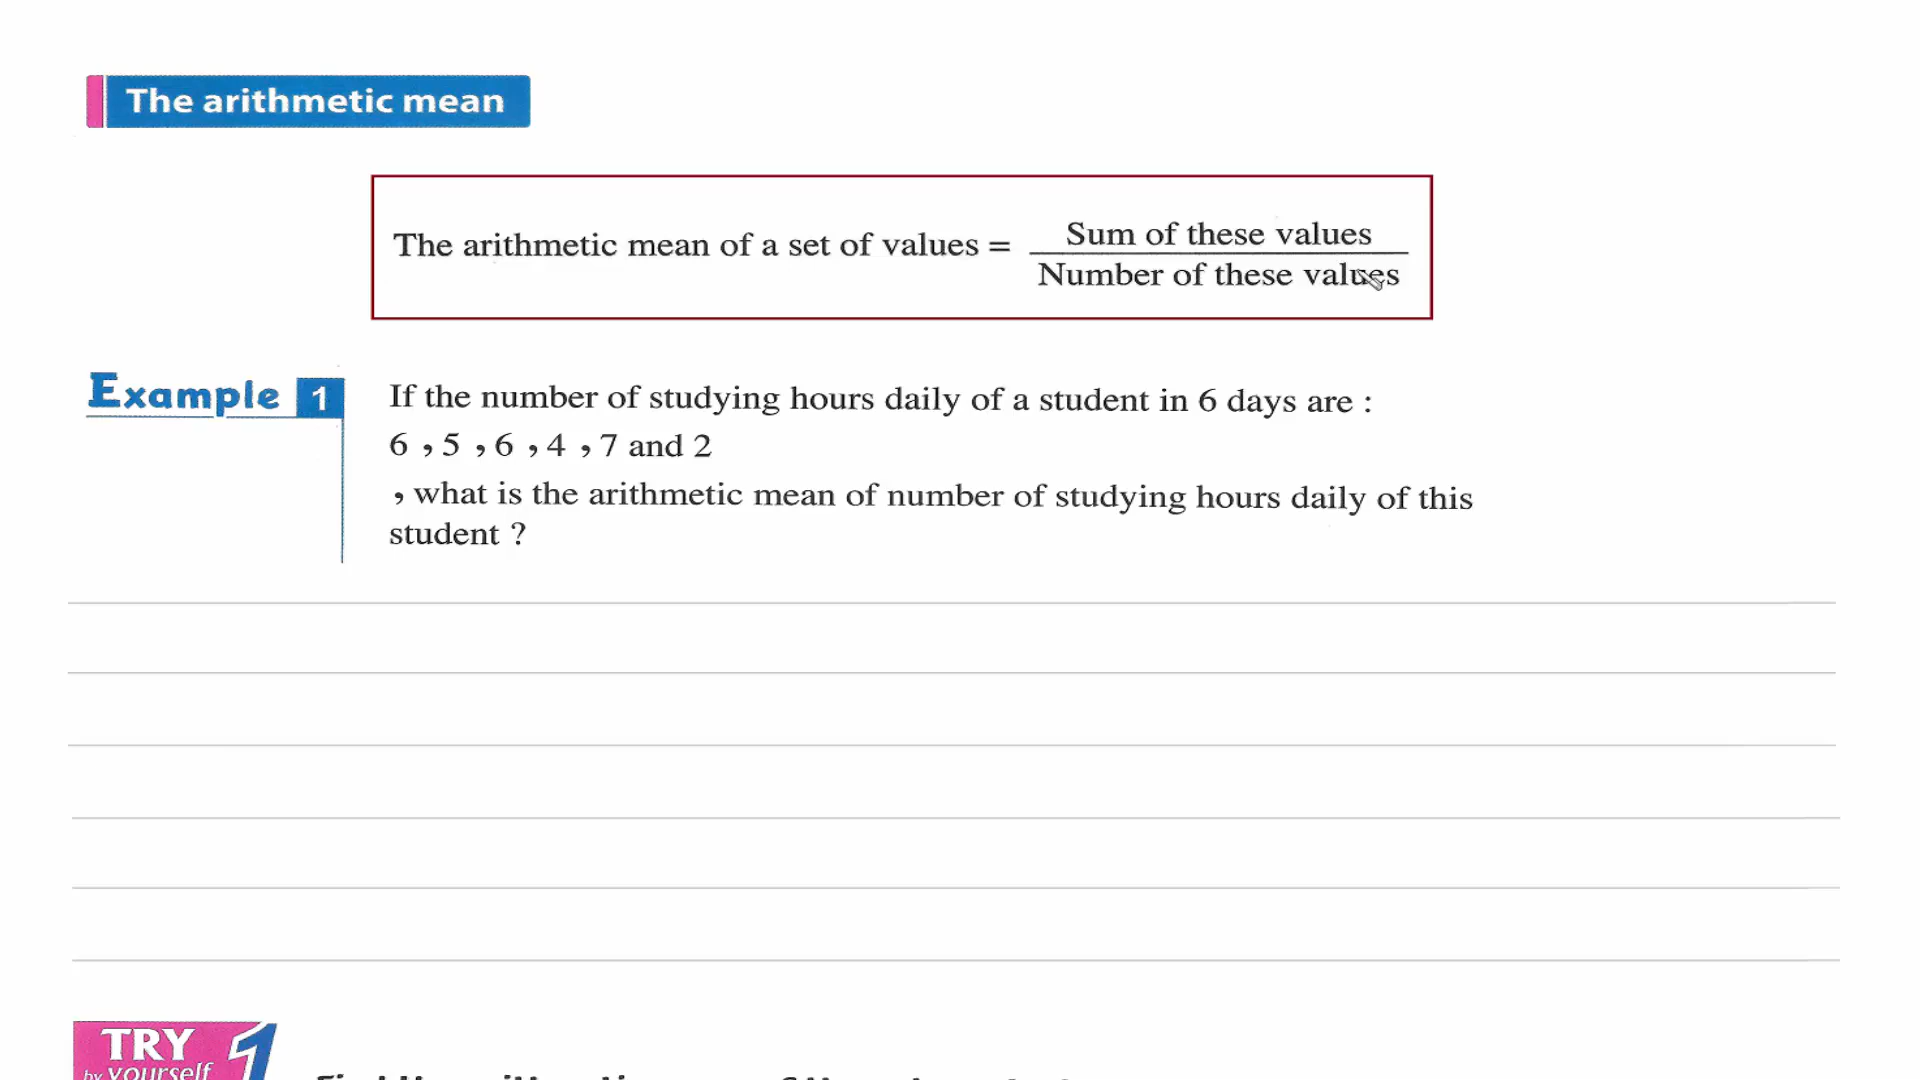 The arithmetic mean
The arithmetic mean of a set of values = Sum of these values
Number of these values
Example 1
If the number of studying hours daily of a student in 6 days are :
6 , 5 , 6 , 4 , 7 and 2
, what is the arithmetic mean of number of studying hours daily of this
student ?
TRY
by yourself 1